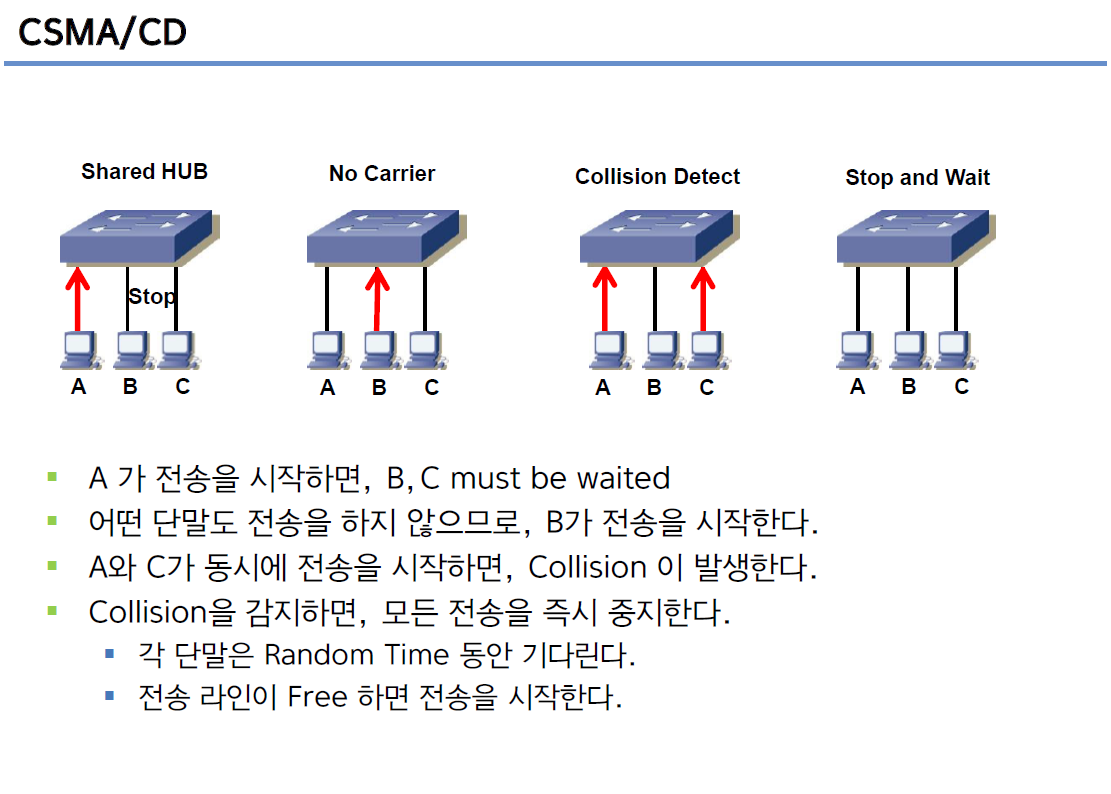 CSMA/CD
Shared HUB
No Carrier
Collision Detect
Stop and Wait
Stop
A B C
A B C
A B C
A B C
A 가 전송을 시작하면, B,C must be waited
어떤 단말도 전송을 하지 않으므로, B가 전송을 시작한다.
A와 C가 동시에 전송을 시작하면, Collision 이 발생한다.
Collision을 감지하면, 모든 전송을 즉시 중지한다.
각 단말은 Random Time 동안 기다린다.
전송 라인이 Free 하면 전송을 시작한다.